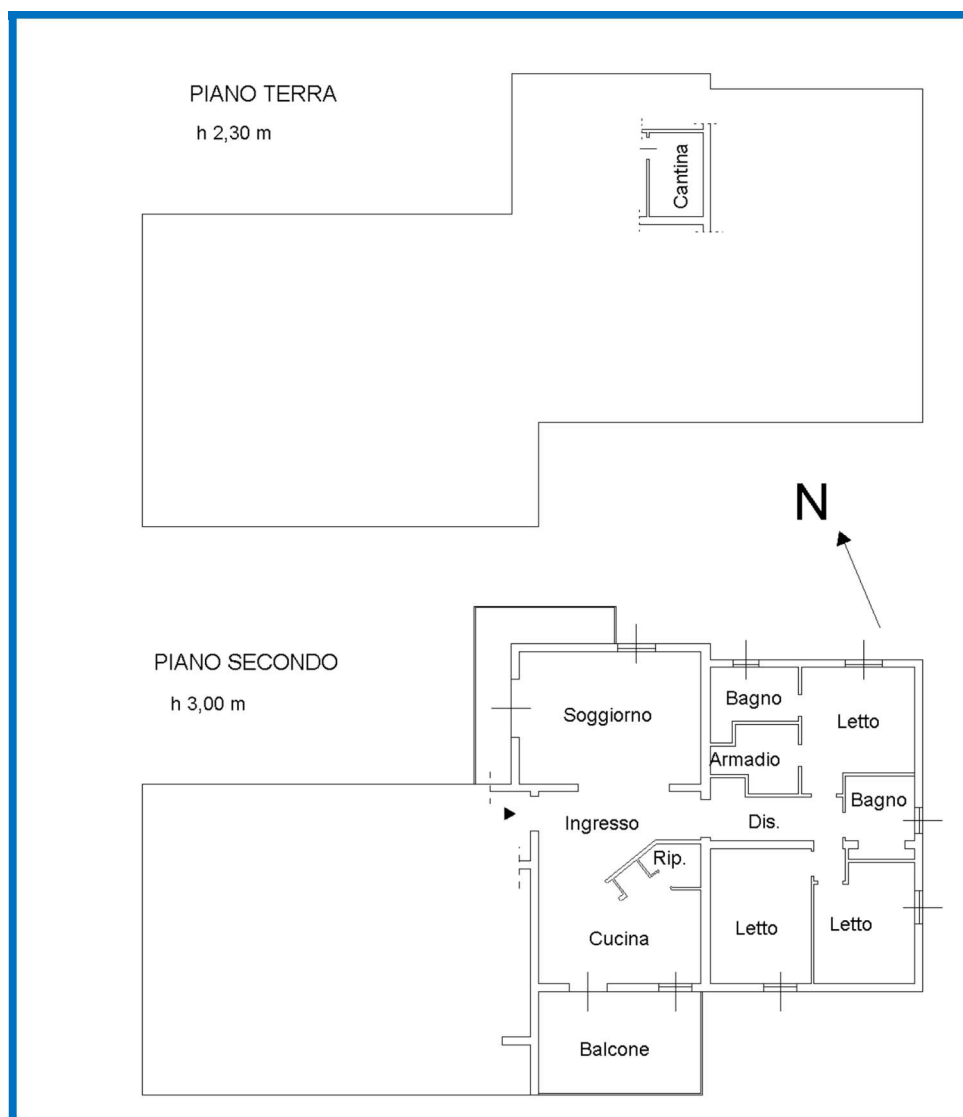 PIANO TERRA
h 2,30 m
Cantina
N
PIANO SECONDO
h 3,00 m
Soggiorno
Bagno
Letto
Armadio
Bagno
Ingresso
Dis.
Rip.
Cucina
Letto
Letto
Balcone